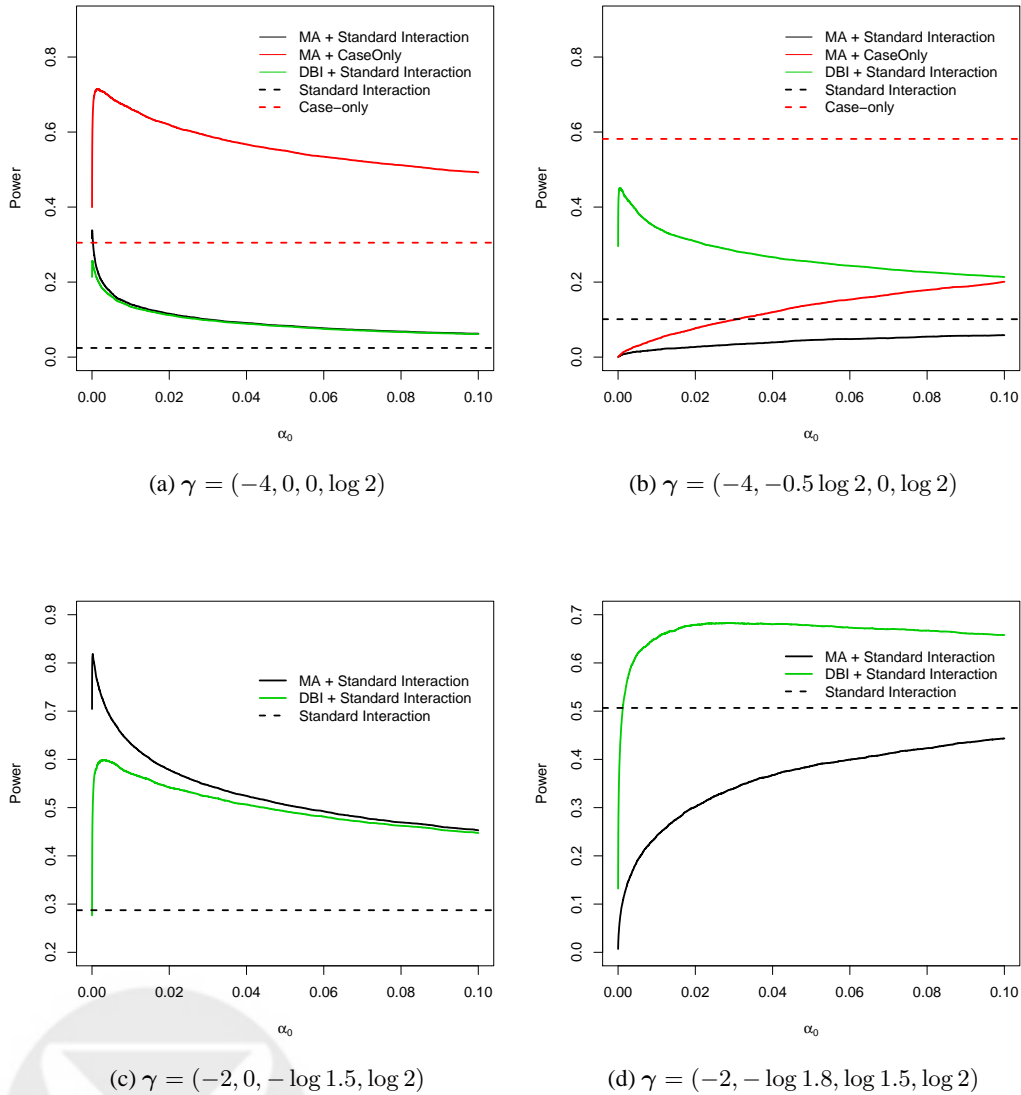 MA + Standard Interaction
MA + CaseOnly
DBI + Standard Interaction
Standard Interaction
Case−only
Power
0.0
0.2
0.4
0.6
0.8
0.00
0.02
0.04
0.06
0.08
0.10
α0
(a) γ = (−4, 0, 0, log 2)
MA + Standard Interaction
MA + CaseOnly
DBI + Standard Interaction
Standard Interaction
Case−only
Power
0.0
0.2
0.4
0.6
0.8
0.00
0.02
0.04
0.06
0.08
0.10
α0
(b) γ = (−4, −0.5 log 2, 0, log 2)
MA + Standard Interaction
DBI + Standard Interaction
Standard Interaction
Power
0.2
0.3
0.4
0.5
0.6
0.7
0.8
0.9
0.00
0.02
0.04
0.06
0.08
0.10
α0
(c) γ = (−2, 0, − log 1.5, log 2)
MA + Standard Interaction
DBI + Standard Interaction
Standard Interaction
Power
0.0
0.1
0.2
0.3
0.4
0.5
0.6
0.7
0.00
0.02
0.04
0.06
0.08
0.10
α0
(d) γ = (−2, − log 1.8, log 1.5, log 2)